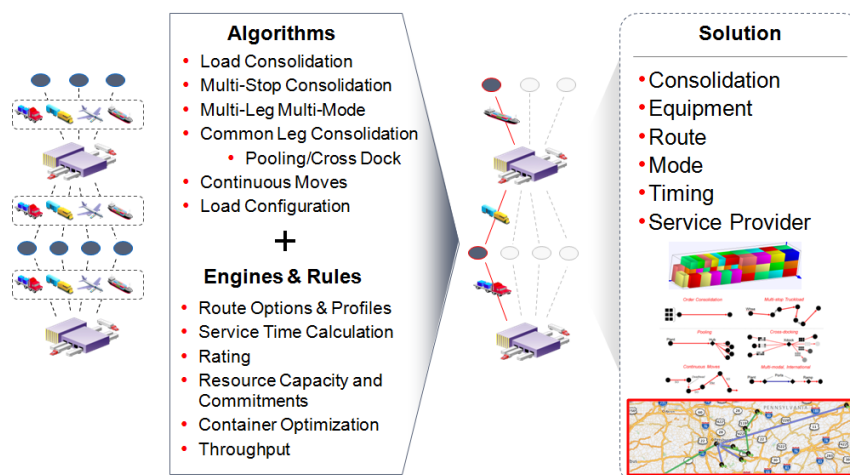 Algorithms
• Load Consolidation
• Multi-Stop Consolidation
• Multi-Leg Multi-Mode
• Common Leg Consolidation
• Pooling/Cross Dock
• Continuous Moves
• Load Configuration
+
Engines & Rules
• Route Options & Profiles
• Service Time Calculation
• Rating
• Resource Capacity and
Commitments
• Container Optimization
• Throughput
Solution
• Consolidation
• Equipment
• Route
• Mode
• Timing
• Service Provider
Order Consolidation
Multi-stop Truckload
Pooling
Cross-docking
Continuous Moves
Multi-modal, International
PENNSYLVANIA